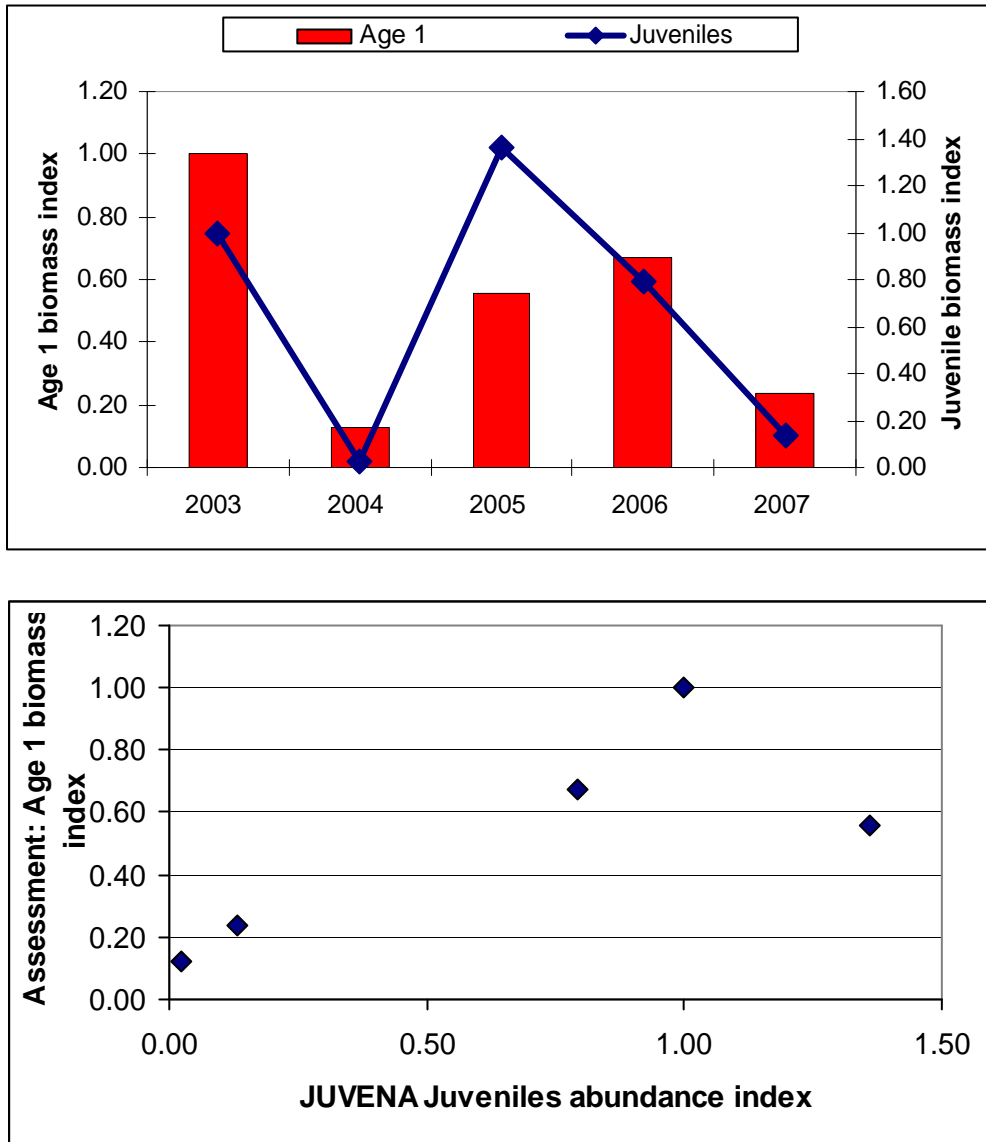 Age 1 Juveniles
Age 1 biomass index
1.20
1.00
0.80
0.60
0.40
0.20
0.00
Juvenile biomass index
1.60
1.40
1.20
1.00
0.80
0.60
0.40
0.20
0.00
2003 2004 2005 2006 2007
Assessment: Age 1 biomass
index
1.20
1.00
0.80
0.60
0.40
0.20
0.00
0.00 0.50 1.00 1.50
JUVENA Juveniles abundance index